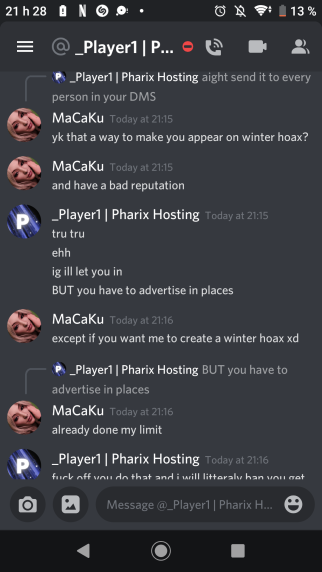 21 h 28
13 %
@ _Player1 | P...
_Player1 | Pharix Hosting aight send it to every
person in your DMS
MaCaKu Today at 21:15
yk that a way to make you appear on winter hoax?
MaCaKu Today at 21:15
and have a bad reputation
_Player1 | Pharix Hosting Today at 21:15
tru tru
ehh
ig ill let you in
BUT you have to advertise in places
MaCaKu Today at 21:16
except if you want me to create a winter hoax xd
_Player1 | Pharix Hosting BUT you have to
advertise in places
MaCaKu Today at 21:16
already done my limit
_Player1 | Pharix Hosting Today at 21:16
fuck off you do that and i will litteraly ban you get
Message @_Player1 | Pharix H...